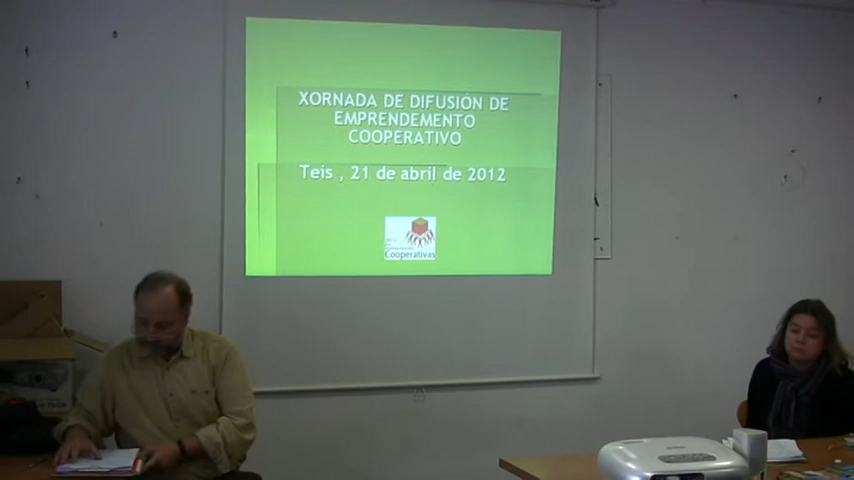 XORNADA DE DIFUSIÓN DE
EMPRENDEMENTO
COOPERATIVO
Teis , 21 de abril de 2012
Cooperativas